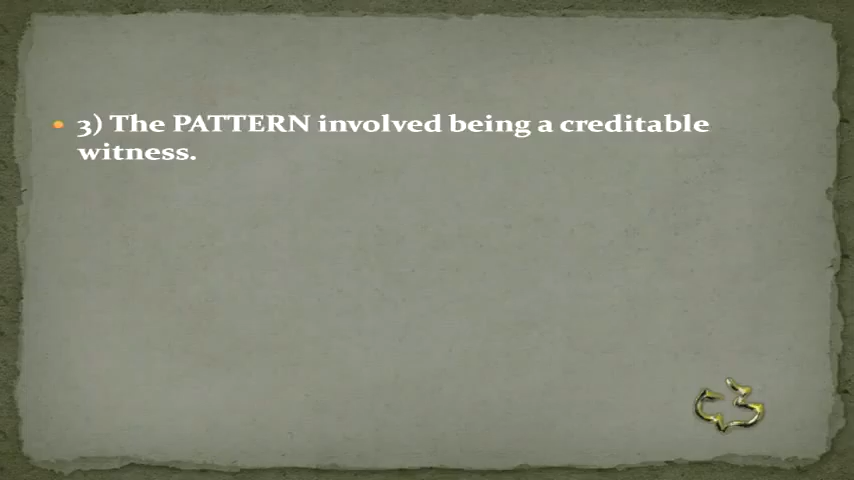 • 3) The PATTERN involved being a creditable
witness.